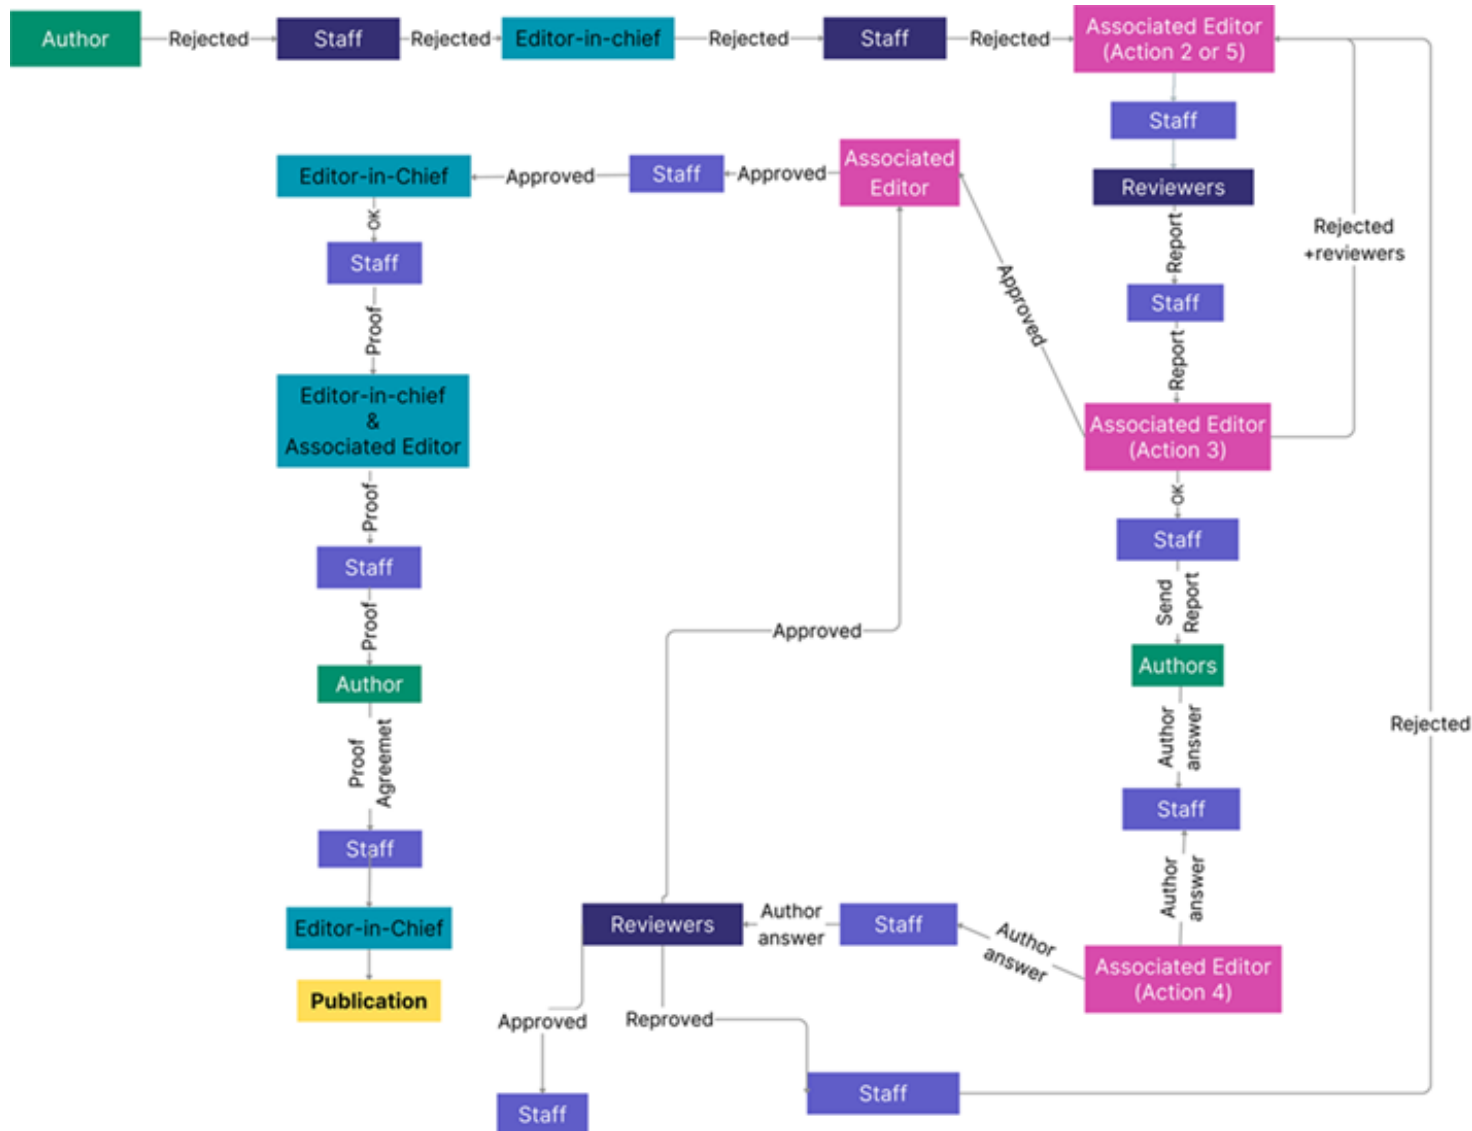 Author
Rejected
Staff
Rejected
Editor-in-chief
Rejected
Staff
Rejected
Associated Editor
(Action 2 or 5)
Staff
Reviewers
Report
Staff
Report
Associated Editor
(Action 3)
Rejected
+reviewers
Approved
Associated
Editor
Approved
Staff
Approved
Editor-in-Chief
OK
Staff
Proof
Editor-in-chief
&
Associated Editor
Proof
Staff
Proof
Author
Proof
Agreemet
Staff
Editor-in-Chief
Publication
OK
Staff
Send
Report
Authors
Author
answer
Staff
Author
answer
Associated Editor
(Action 4)
Author
answer
Staff
Author
answer
Reviewers
Approved
Approved
Staff
Reproved
Staff
Rejected